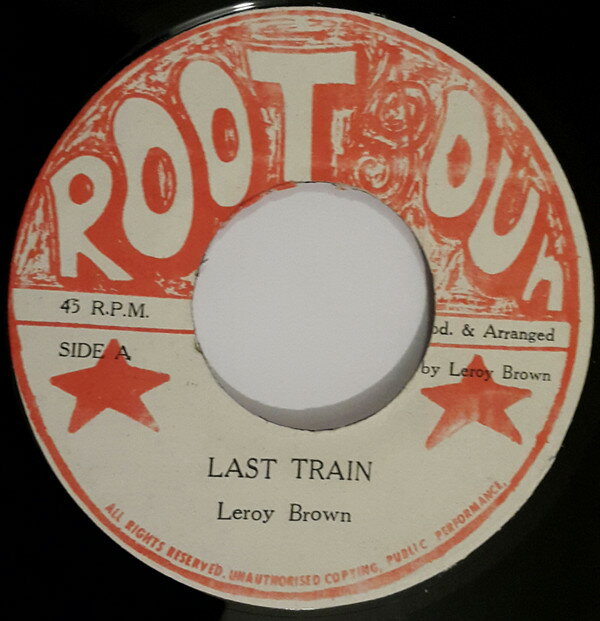 ROOT OUR
45 R.P.M.
od. & Arranged
SIDE A
by Leroy Brown
LAST TRAIN
Leroy Brown
ALL RIGHTS RESERVED. UNAUTHORISED COPYING, PUBLIC PERFORMANCE.